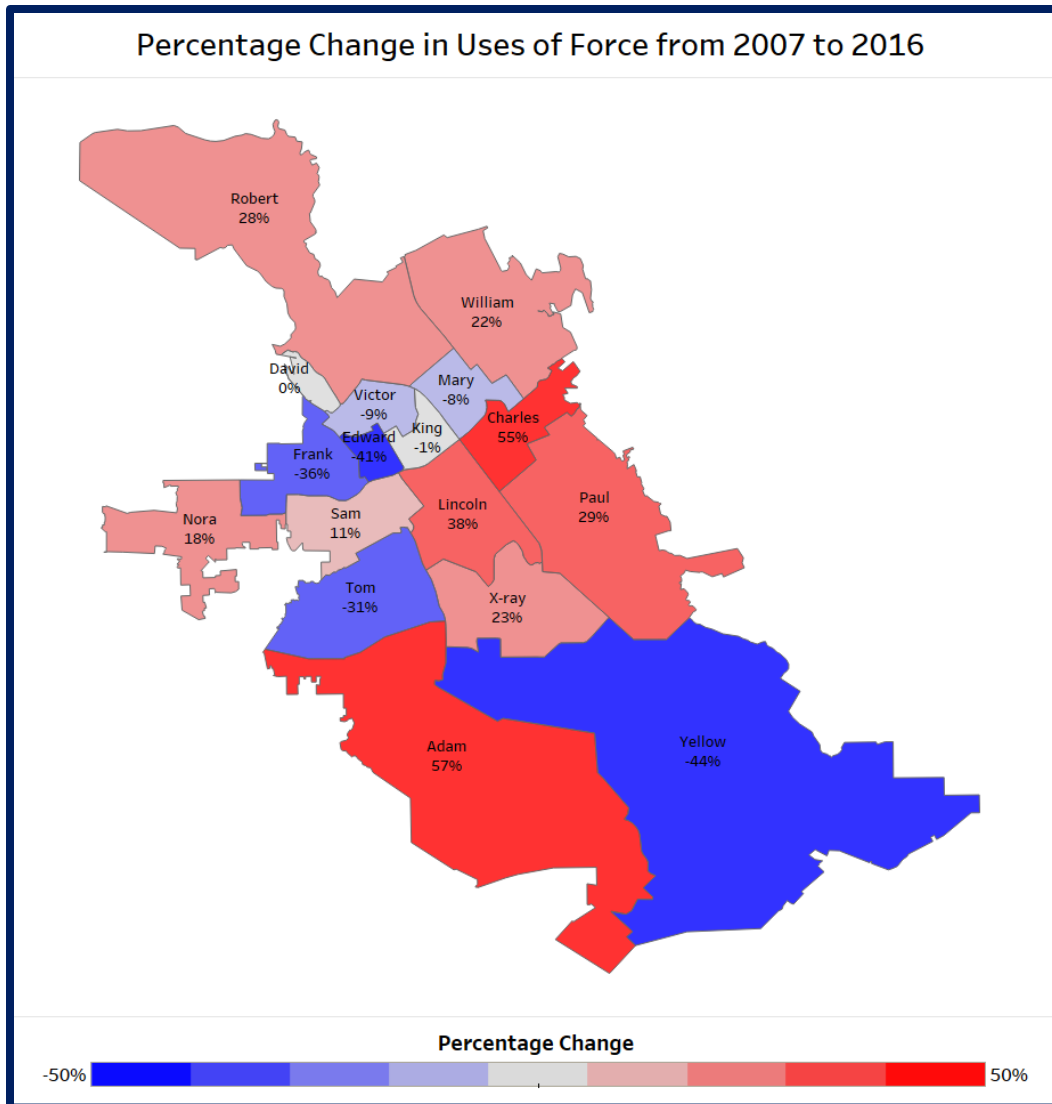 Percentage Change in Uses of Force from 2007 to 2016
Robert
28%
William
22%
David
0%
Mary
-8%
Victor
-9%
Charles
55%
King
-1%
Edward
-41%
Frank
-36%
Paul
29%
Lincoln
38%
Sam
11%
Nora
18%
Tom
-31%
X-ray
23%
Adam
57%
Yellow
-44%
Percentage Change
-50%
50%